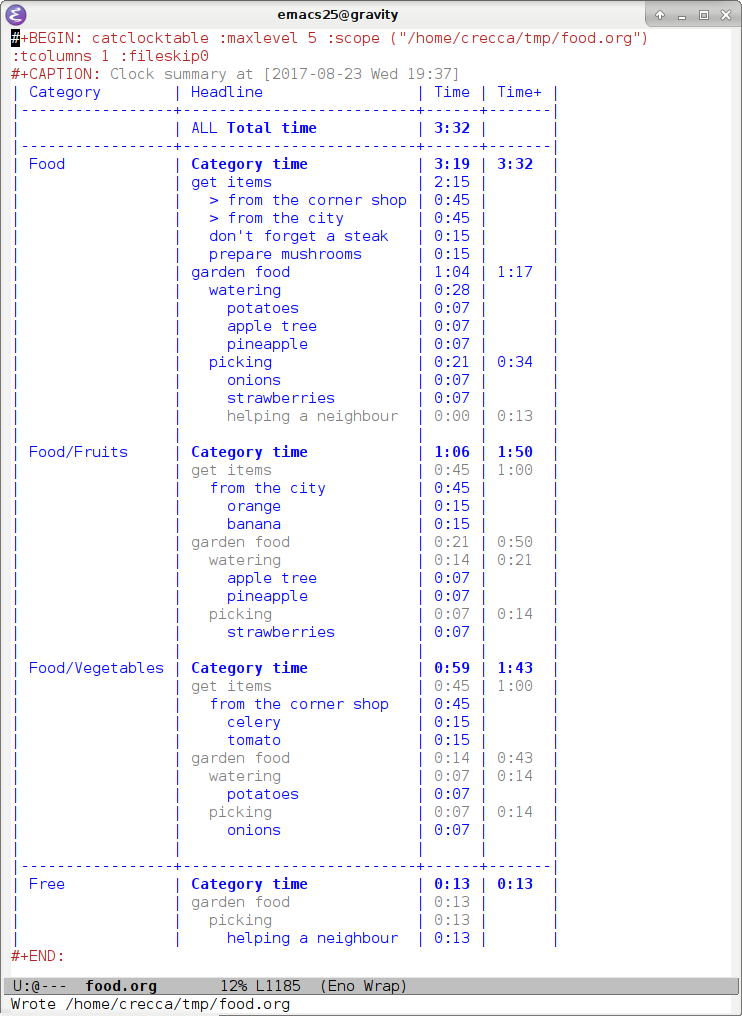 emacs25@gravity
#+BEGIN: catclocktable :maxlevel 5 :scope ("/home/crecca/tmp/food.org")
:tcolumns 1 :fileskip0
#+CAPTION: Clock summary at [2017-08-23 Wed 19:37]
| Category        | Headline                 | Time | Time+ |
|-----------------+--------------------------+------+-------|
|                 | ALL Total time           | 3:32 |       |
|-----------------+--------------------------+------+-------|
| Food            | Category time            | 3:19 | 3:32  |
|                 | get items                | 2:15 |       |
|                 |   > from the corner shop | 0:45 |       |
|                 |   > from the city        | 0:45 |       |
|                 |   don't forget a steak   | 0:15 |       |
|                 |   prepare mushrooms      | 0:15 |       |
|                 | garden food              | 1:04 | 1:17  |
|                 |   watering               | 0:28 |       |
|                 |     potatoes             | 0:07 |       |
|                 |     apple tree           | 0:07 |       |
|                 |     pineapple            | 0:07 |       |
|                 |   picking                | 0:21 | 0:34  |
|                 |     onions               | 0:07 |       |
|                 |     strawberries         | 0:07 |       |
|                 |     helping a neighbour  | 0:00 | 0:13  |
|                 |                          |      |       |
| Food/Fruits     | Category time            | 1:06 | 1:50  |
|                 | get items                | 0:45 | 1:00  |
|                 |   from the city          | 0:45 |       |
|                 |     orange               | 0:15 |       |
|                 |     banana               | 0:15 |       |
|                 | garden food              | 0:21 | 0:50  |
|                 |   watering               | 0:14 | 0:21  |
|                 |     apple tree           | 0:07 |       |
|                 |     pineapple            | 0:07 |       |
|                 |   picking                | 0:07 | 0:14  |
|                 |     strawberries         | 0:07 |       |
|                 |                          |      |       |
| Food/Vegetables | Category time            | 0:59 | 1:43  |
|                 | get items                | 0:45 | 1:00  |
|                 |   from the corner shop   | 0:45 |       |
|                 |     celery               | 0:15 |       |
|                 |     tomato               | 0:15 |       |
|                 | garden food              | 0:14 | 0:43  |
|                 |   watering               | 0:07 | 0:14  |
|                 |     potatoes             | 0:07 |       |
|                 |   picking                | 0:07 | 0:14  |
|                 |     onions               | 0:07 |       |
|                 |                          |      |       |
|-----------------+--------------------------+------+-------|
| Free            | Category time            | 0:13 | 0:13  |
|                 | garden food              | 0:13 |       |
|                 |   picking                | 0:13 |       |
|                 |     helping a neighbour  | 0:13 |       |
#+END:
U:@---  food.org       12% L1185  (Eno Wrap)
Wrote /home/crecca/tmp/food.org